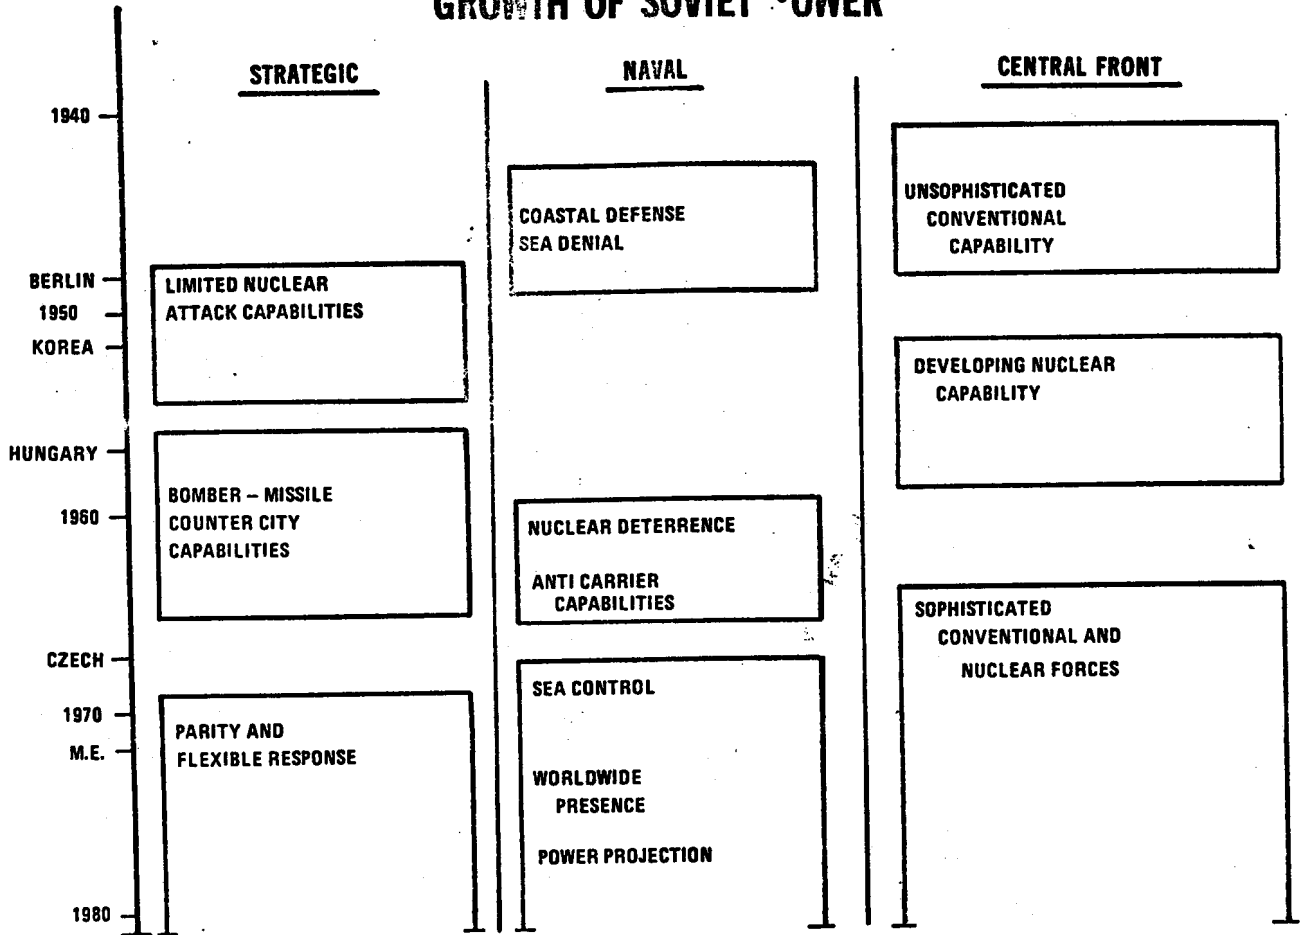 GROWTH OF SOVIET POWER
STRATEGIC
NAVAL
CENTRAL FRONT
1940
BERLIN
1950
KOREA
HUNGARY
1960
CZECH
1970
M.E.
1980
LIMITED NUCLEAR
ATTACK CAPABILITIES
BOMBER – MISSILE
COUNTER CITY
CAPABILITIES
PARITY AND
FLEXIBLE RESPONSE
COASTAL DEFENSE
SEA DENIAL
NUCLEAR DETERRENCE
ANTI CARRIER
CAPABILITIES
SEA CONTROL
WORLDWIDE
PRESENCE
POWER PROJECTION
UNSOPHISTICATED
CONVENTIONAL
CAPABILITY
DEVELOPING NUCLEAR
CAPABILITY
SOPHISTICATED
CONVENTIONAL AND
NUCLEAR FORCES